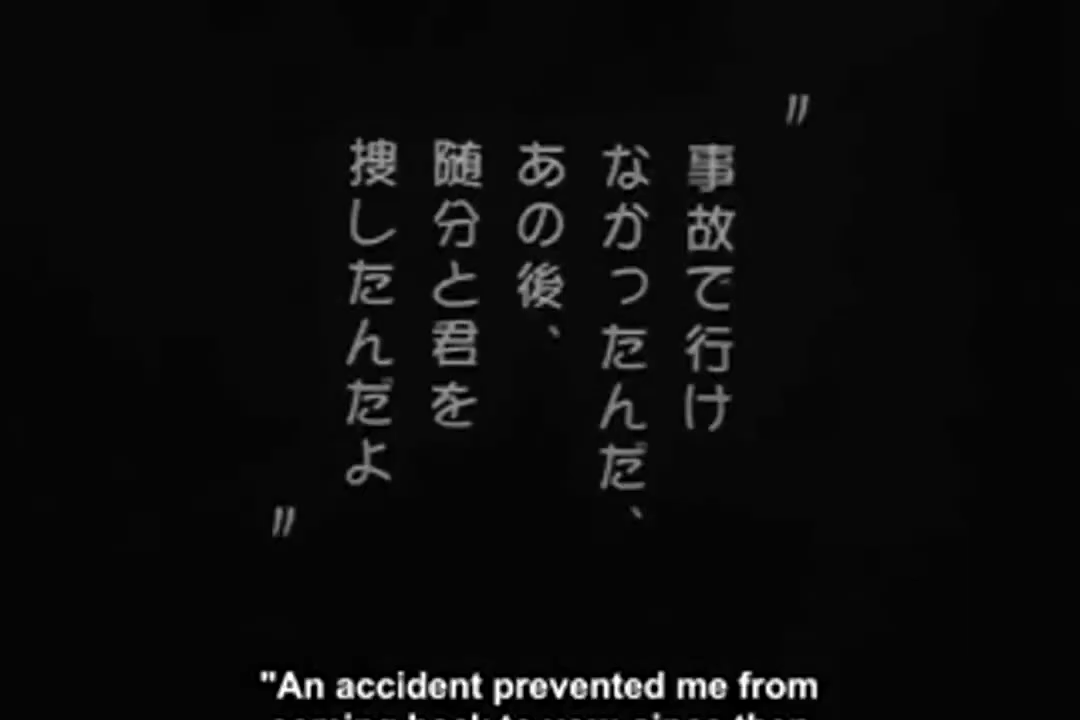 〃
事故で行け
なかったんだ、
あの後、
随分と君を
捜したんだよ
〃
"An accident prevented me from